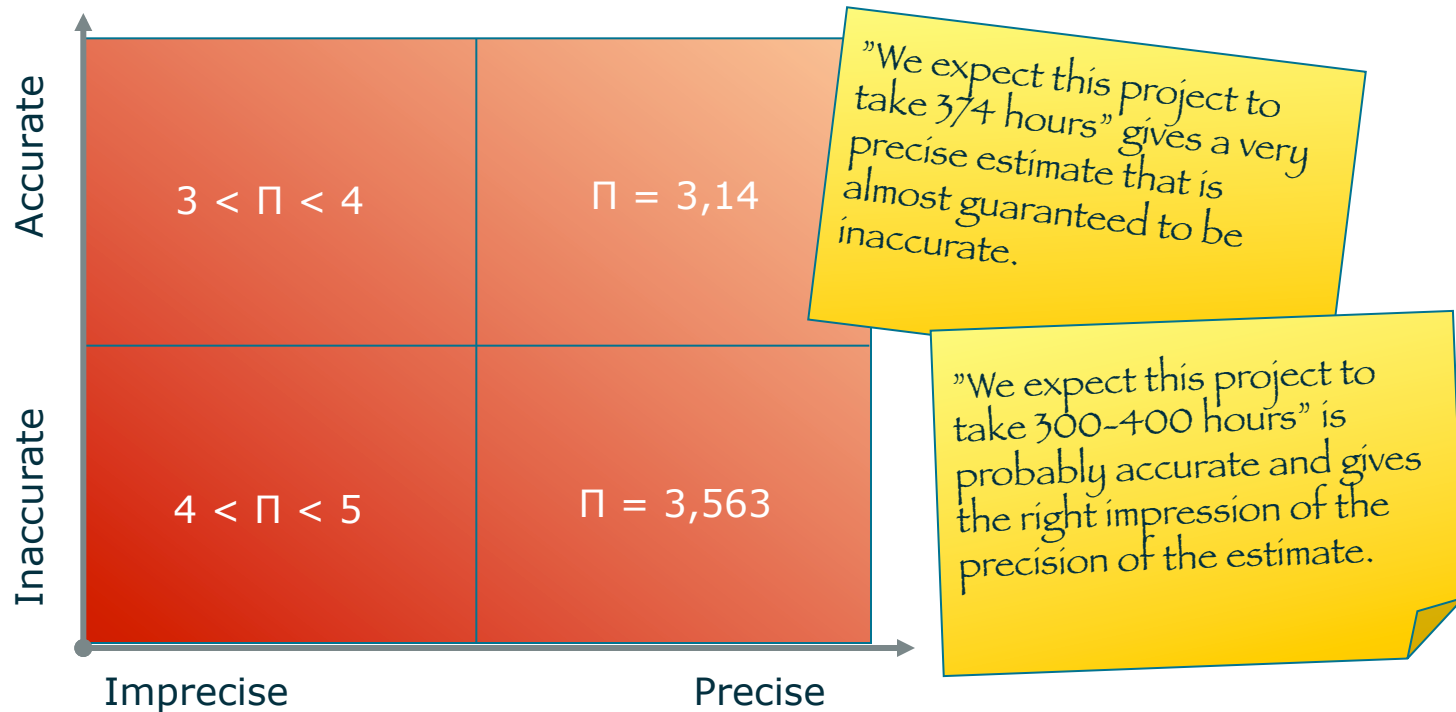 Accurate
3 < Π < 4
Π = 3,14
Inaccurate
4 < Π < 5
Π = 3,563
Imprecise
Precise
”We expect this project to
take 374 hours” gives a very
precise estimate that is
almost guaranteed to be
inaccurate.
”We expect this project to
take 300-400 hours” is
probably accurate and gives
the right impression of the
precision of the estimate.